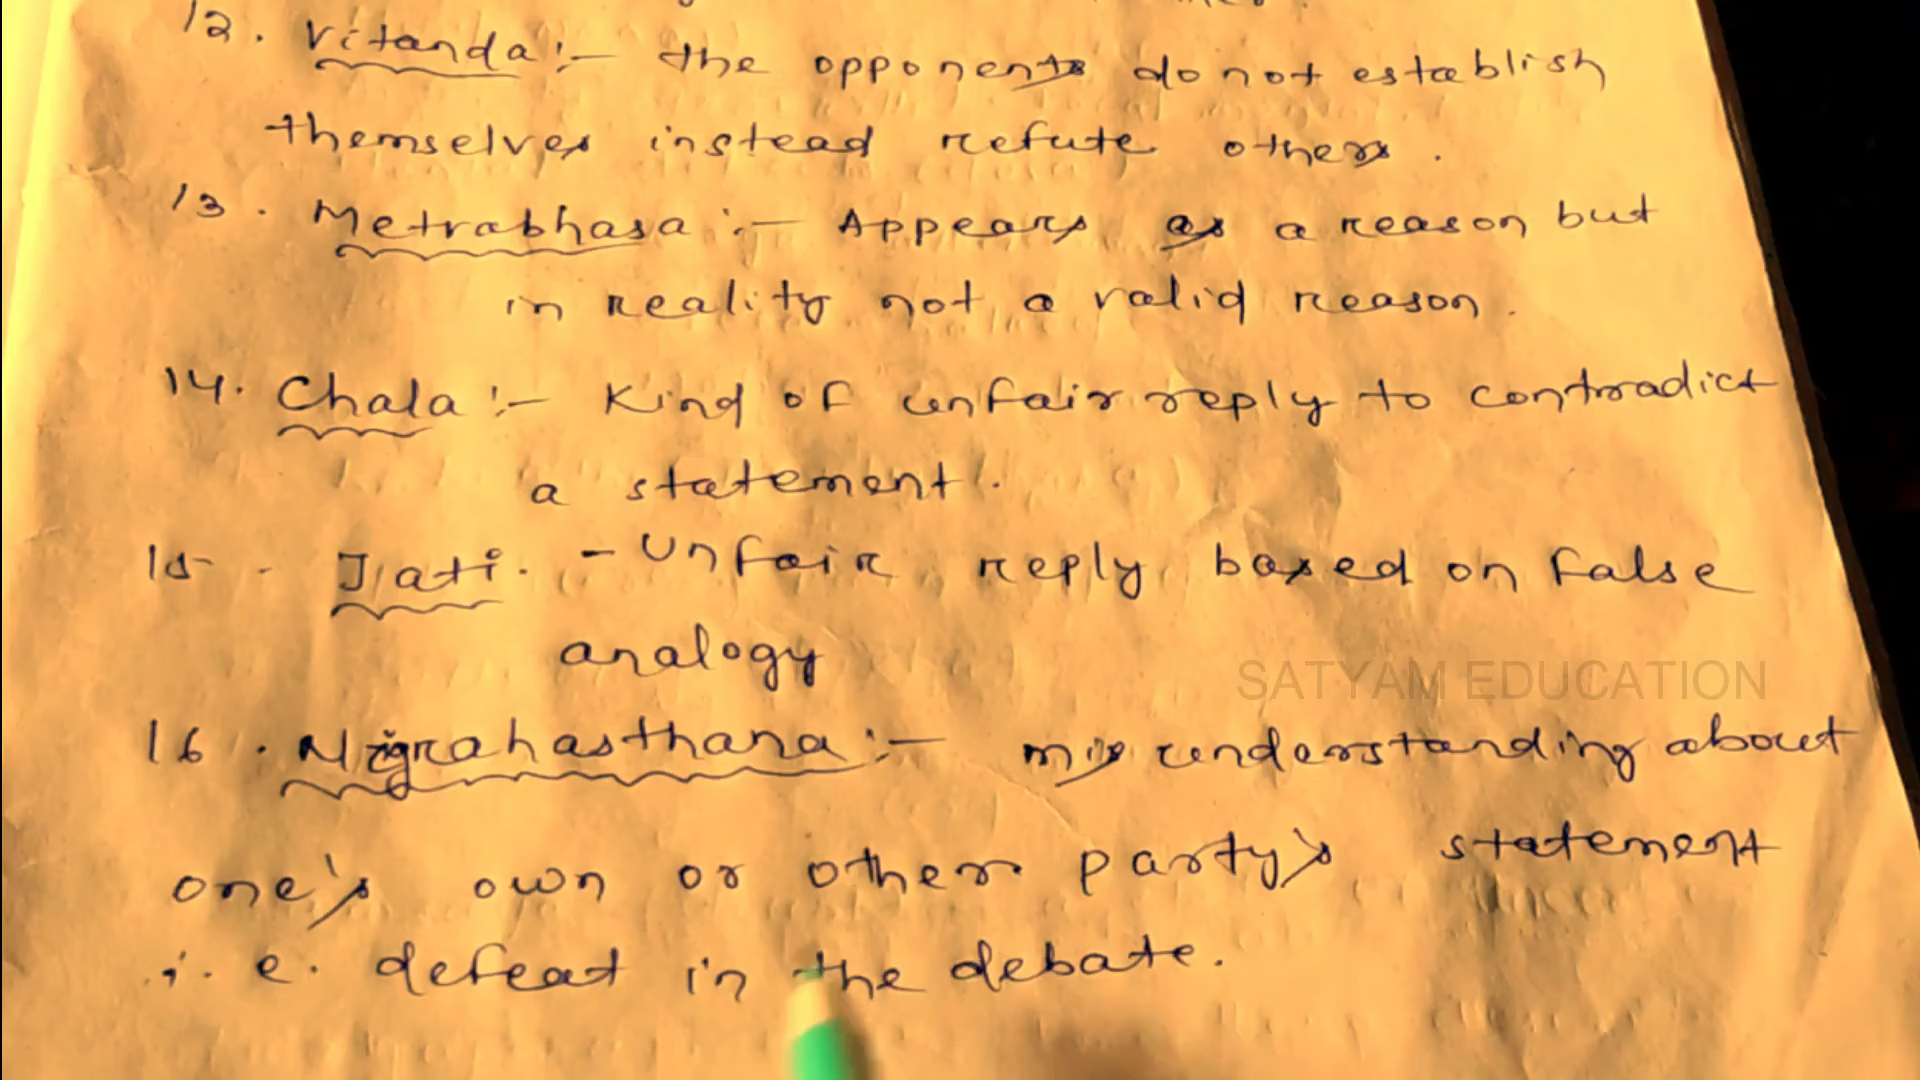 12. Vitanda :- the opponents do not establish
themselves instead refute others.
13. Metrabhasa :- Appears as a reason but
in reality not a valid reason.
14. Chala :- Kind of unfair reply to contradict
a statement.
15. Jati. - Unfair reply based on false
analogy
SATYAM EDUCATION
16. Nigrahasthana :- misunderstanding about
one's own or other party's statement
i.e. defeat in the debate.